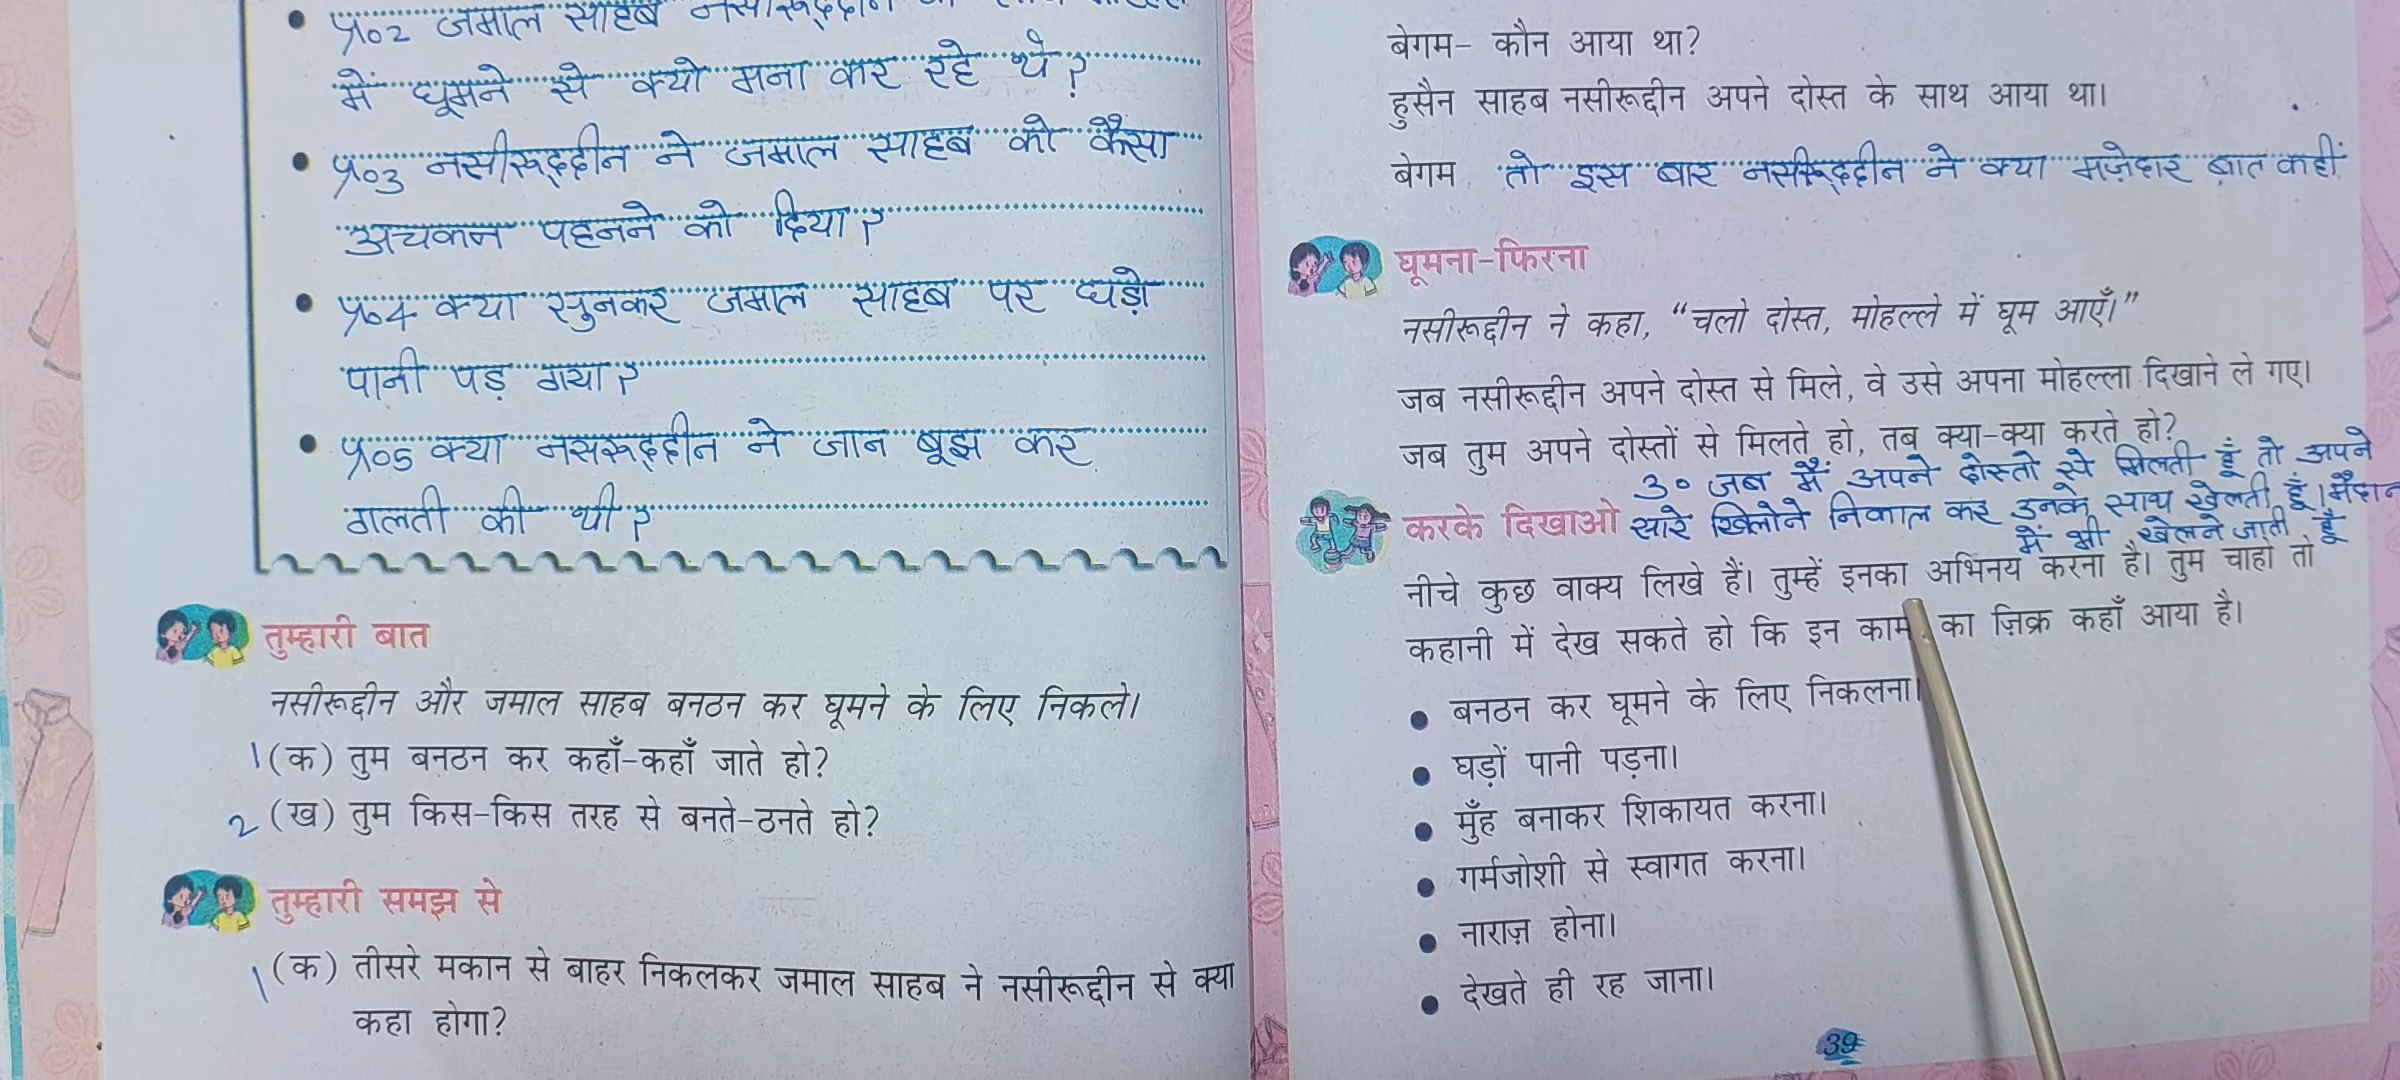 प्र०2 जमाल साहब नसीरूद्दीन
में घूमने से क्यो मना कर रहे थे?
प्र०3 नसीरूद्दीन ने जमाल साहब को कैसा
अचकन पहनने को दिया?
प्र०4 क्या सुनकर जमाल साहब पर घड़ो
पानी पड़ गया?
प्र०5 क्या नसरूद्दीन ने जान बूझ कर
गलती की थी?
तुम्हारी बात
नसीरूद्दीन और जमाल साहब बनठन कर घूमने के लिए निकले।
1 (क) तुम बनठन कर कहाँ-कहाँ जाते हो?
2 (ख) तुम किस-किस तरह से बनते-ठनते हो?
तुम्हारी समझ से
1 (क) तीसरे मकान से बाहर निकलकर जमाल साहब ने नसीरूद्दीन से क्या
कहा होगा?
बेगम- कौन आया था?
हुसैन साहब नसीरूद्दीन अपने दोस्त के साथ आया था।
बेगम तो इस बार नसीरूद्दीन ने क्या मज़ेदार बात कहीं
घूमना-फिरना
नसीरूद्दीन ने कहा, “चलो दोस्त, मोहल्ले में घूम आएँ।”
जब नसीरूद्दीन अपने दोस्त से मिले, वे उसे अपना मोहल्ला दिखाने ले गए।
जब तुम अपने दोस्तों से मिलते हो, तब क्या-क्या करते हो?
उ० जब मैं अपने दोस्तो से मिलती हूँ तो अपने
सारे खिलोने निकाल कर उनके साथ खेलती हूँ। मैदान
में भी खेलने जाती हूँ
करके दिखाओ
नीचे कुछ वाक्य लिखे हैं। तुम्हें इनका अभिनय करना है। तुम चाहो तो
कहानी में देख सकते हो कि इन का ज़िक्र कहाँ आया है।
बनठन कर घूमने के लिए निकलना।
घड़ों पानी पड़ना।
मुँह बनाकर शिकायत करना।
गर्मजोशी से स्वागत करना।
नाराज़ होना।
देखते ही रह जाना।
39